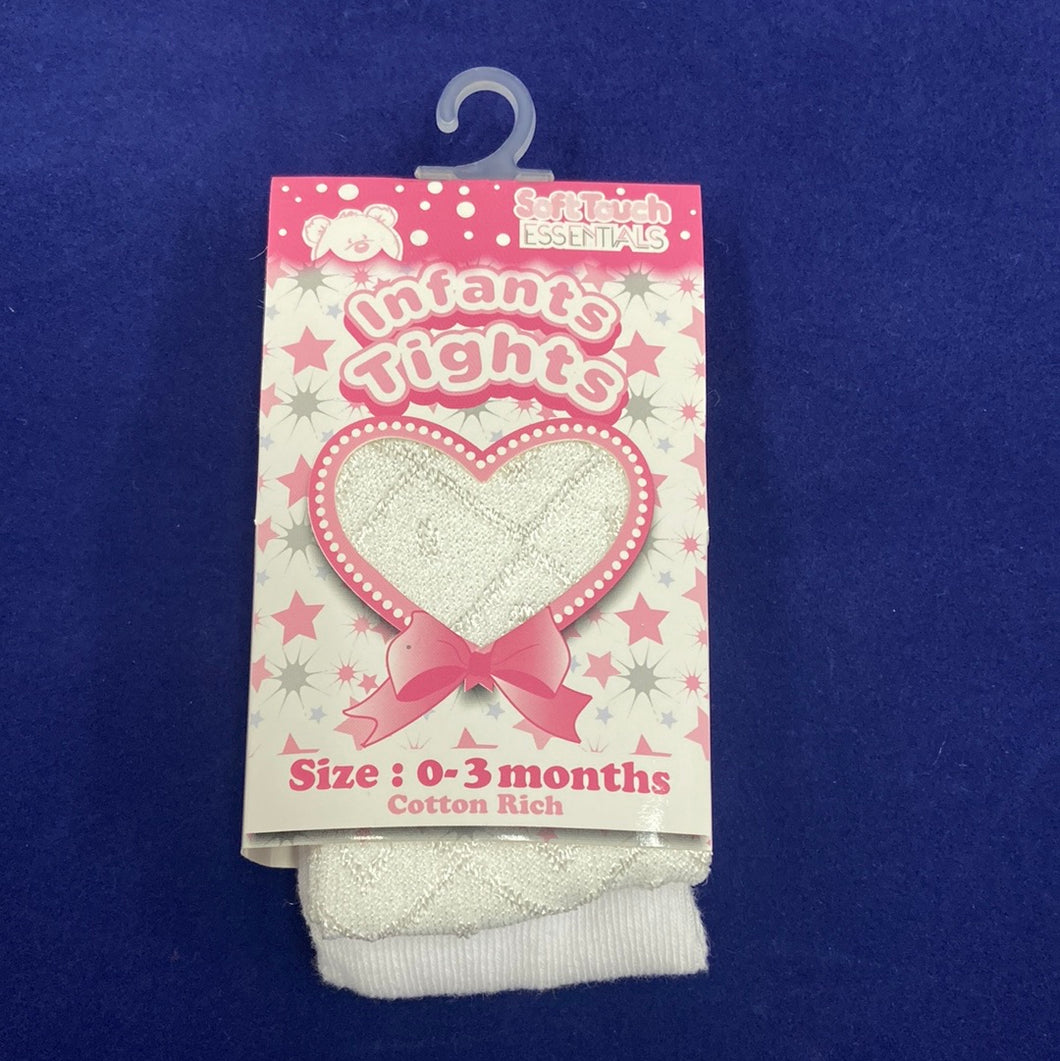 Soft Touch
ESSENTIALS
Infants
Tights
Size : 0-3 months
Cotton Rich